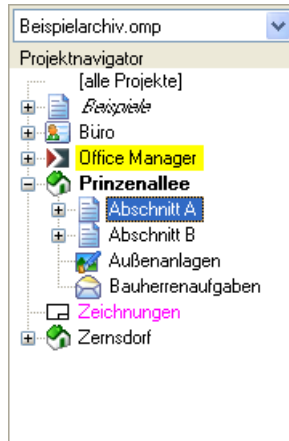 Beispielarchiv.omp
Projektnavigator
[alle Projekte]
Beispiele
Büro
Office Manager
Prinzenallee
Abschnitt A
Abschnitt B
Außenanlagen
Bauherrenaufgaben
Zeichnungen
Zernsdorf